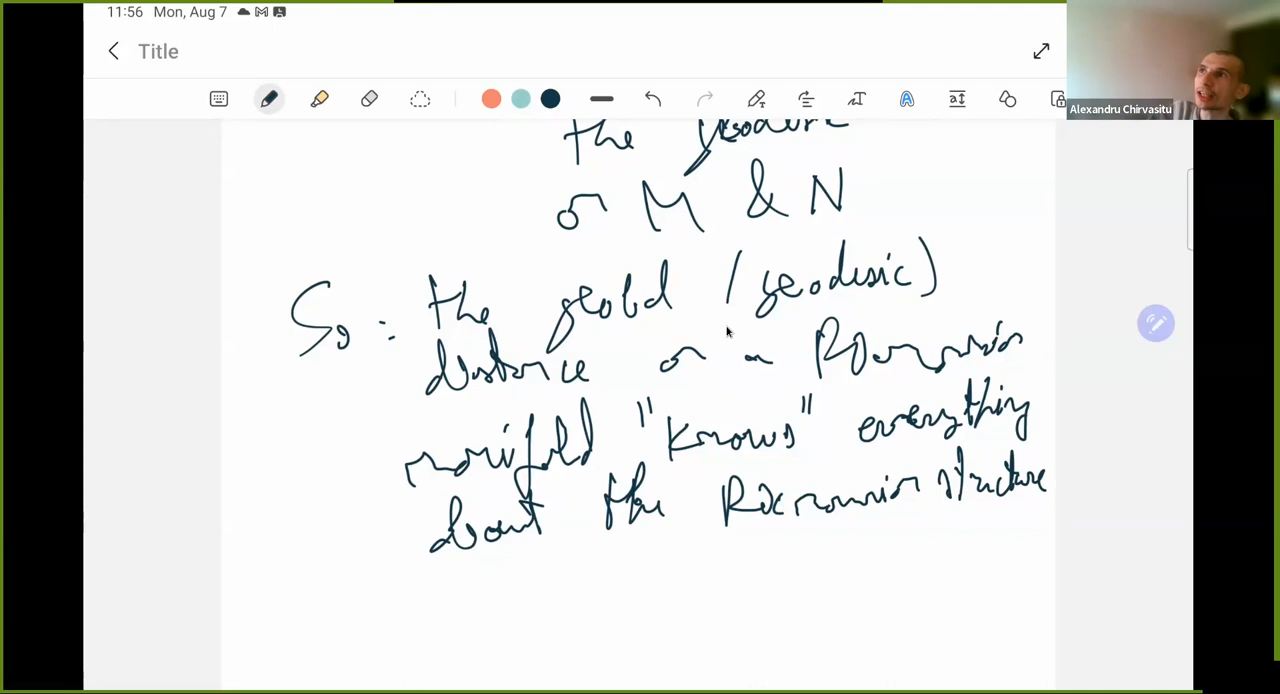 11:56 Mon, Aug 7
Title
Alexandru Chirvasitu
the geodesic
on M & N
So: the global (geodesic)
distance on a Riemannian
manifold "knows" everything
about the Riemannian structure